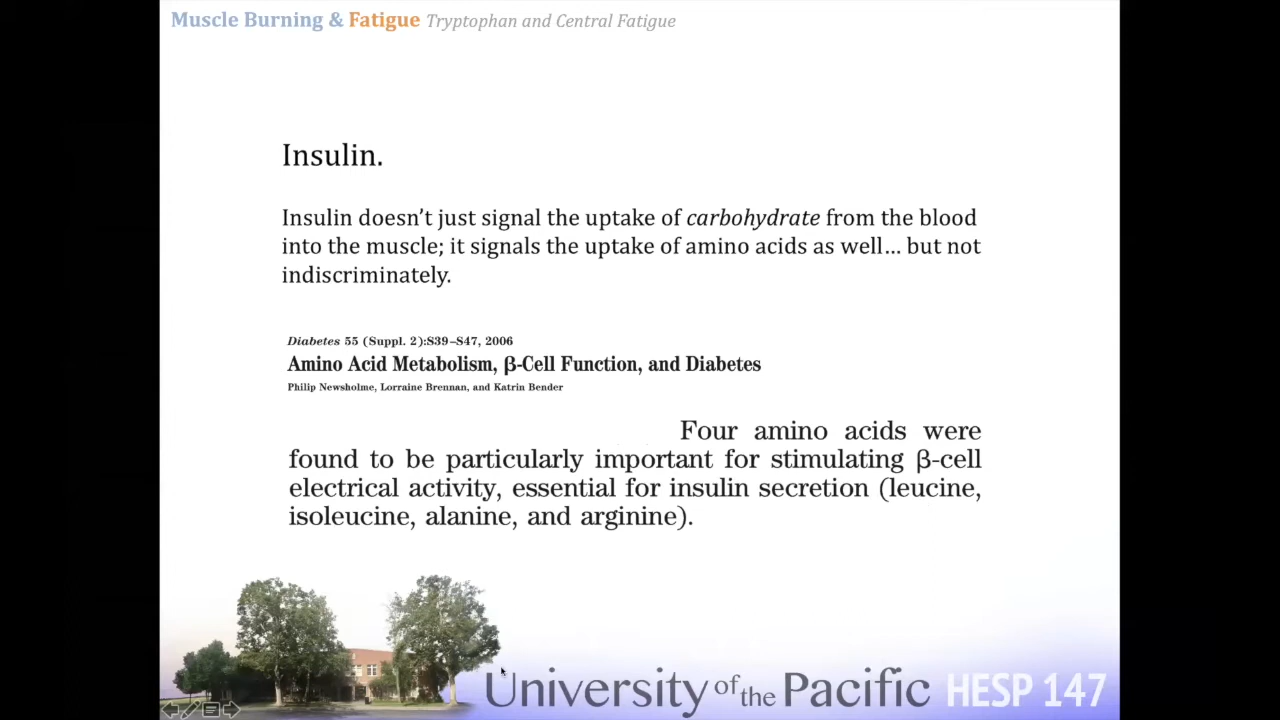 Muscle Burning & Fatigue Tryptophan and Central Fatigue
Insulin.
Insulin doesn’t just signal the uptake of carbohydrate from the blood
into the muscle; it signals the uptake of amino acids as well… but not
indiscriminately.
Diabetes 55 (Suppl. 2):S39–S47, 2006
Amino Acid Metabolism, β-Cell Function, and Diabetes
Philip Newsholme, Lorraine Brennan, and Katrin Bender
Four amino acids were
found to be particularly important for stimulating β-cell
electrical activity, essential for insulin secretion (leucine,
isoleucine, alanine, and arginine).
University of the Pacific HESP 147